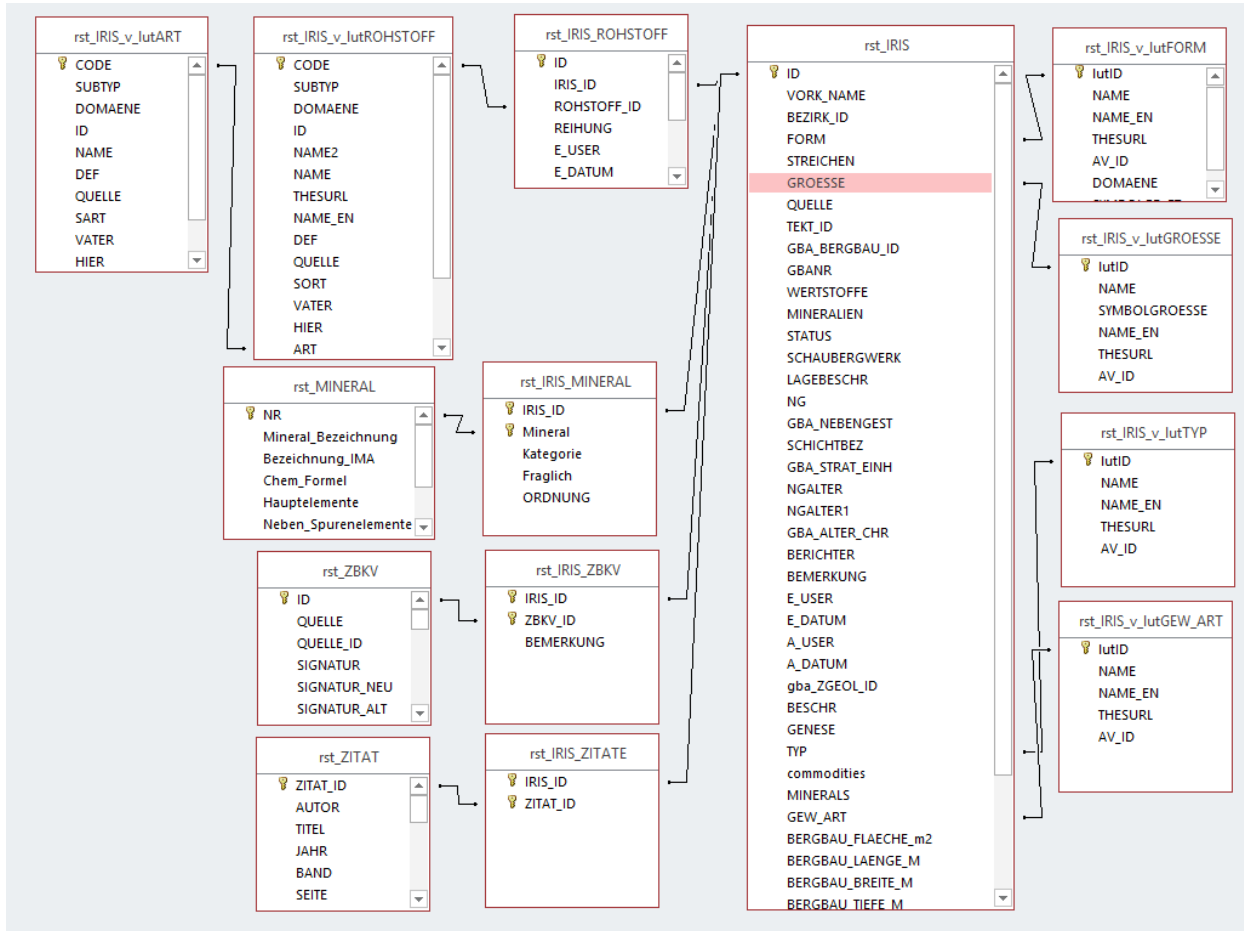 rst_IRIS_v_lutART
CODE
SUBTYP
DOMAENE
ID
NAME
DEF
QUELLE
SART
VATER
HIER
rst_IRIS_v_lutROHSTOFF
CODE
SUBTYP
DOMAENE
ID
NAME2
NAME
THESURL
NAME_EN
DEF
QUELLE
SORT
VATER
HIER
ART
rst_IRIS_ROHSTOFF
ID
IRIS_ID
ROHSTOFF_ID
REIHUNG
E_USER
E_DATUM
rst_IRIS
ID
VORK_NAME
BEZIRK_ID
FORM
STREICHEN
GROESSE
QUELLE
TEKT_ID
GBA_BERGBAU_ID
GBANR
WERTSTOFFE
MINERALIEN
STATUS
SCHAUBERGWERK
LAGEBESCHR
NG
GBA_NEBENGEST
SCHICHTBEZ
GBA_STRAT_EINH
NGALTER
NGALTER1
GBA_ALTER_CHR
BERICHTER
BEMERKUNG
E_USER
E_DATUM
A_USER
A_DATUM
gba_ZGEOL_ID
BESCHR
GENESE
TYP
commodities
MINERALS
GEW_ART
BERGBAU_FLAECHE_m2
BERGBAU_LAENGE_M
BERGBAU_BREITE_M
BERGBAU_TIEFE_M
rst_IRIS_v_lutFORM
lutID
NAME
NAME_EN
THESURL
AV_ID
DOMAENE
rst_IRIS_v_lutGROESSE
lutID
NAME
SYMBOLGROESSE
NAME_EN
THESURL
AV_ID
rst_MINERAL
NR
Mineral_Bezeichnung
Bezeichnung_IMA
Chem_Formel
Hauptelemente
Neben_Spurenelemente
rst_IRIS_MINERAL
IRIS_ID
Mineral
Kategorie
Fraglich
ORDNUNG
rst_IRIS_v_lutTYP
lutID
NAME
NAME_EN
THESURL
AV_ID
rst_ZBKV
ID
QUELLE
QUELLE_ID
SIGNATUR
SIGNATUR_NEU
SIGNATUR_ALT
rst_IRIS_ZBKV
IRIS_ID
ZBKV_ID
BEMERKUNG
rst_IRIS_v_lutGEW_ART
lutID
NAME
NAME_EN
THESURL
AV_ID
rst_ZITAT
ZITAT_ID
AUTOR
TITEL
JAHR
BAND
SEITE
rst_IRIS_ZITATE
IRIS_ID
ZITAT_ID